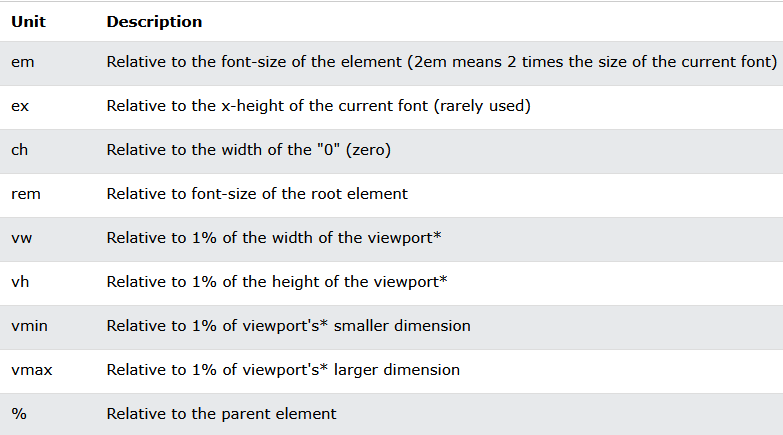 Unit Description
em Relative to the font-size of the element (2em means 2 times the size of the current font)
ex Relative to the x-height of the current font (rarely used)
ch Relative to the width of the "0" (zero)
rem Relative to font-size of the root element
vw Relative to 1% of the width of the viewport*
vh Relative to 1% of the height of the viewport*
vmin Relative to 1% of viewport's* smaller dimension
vmax Relative to 1% of viewport's* larger dimension
% Relative to the parent element